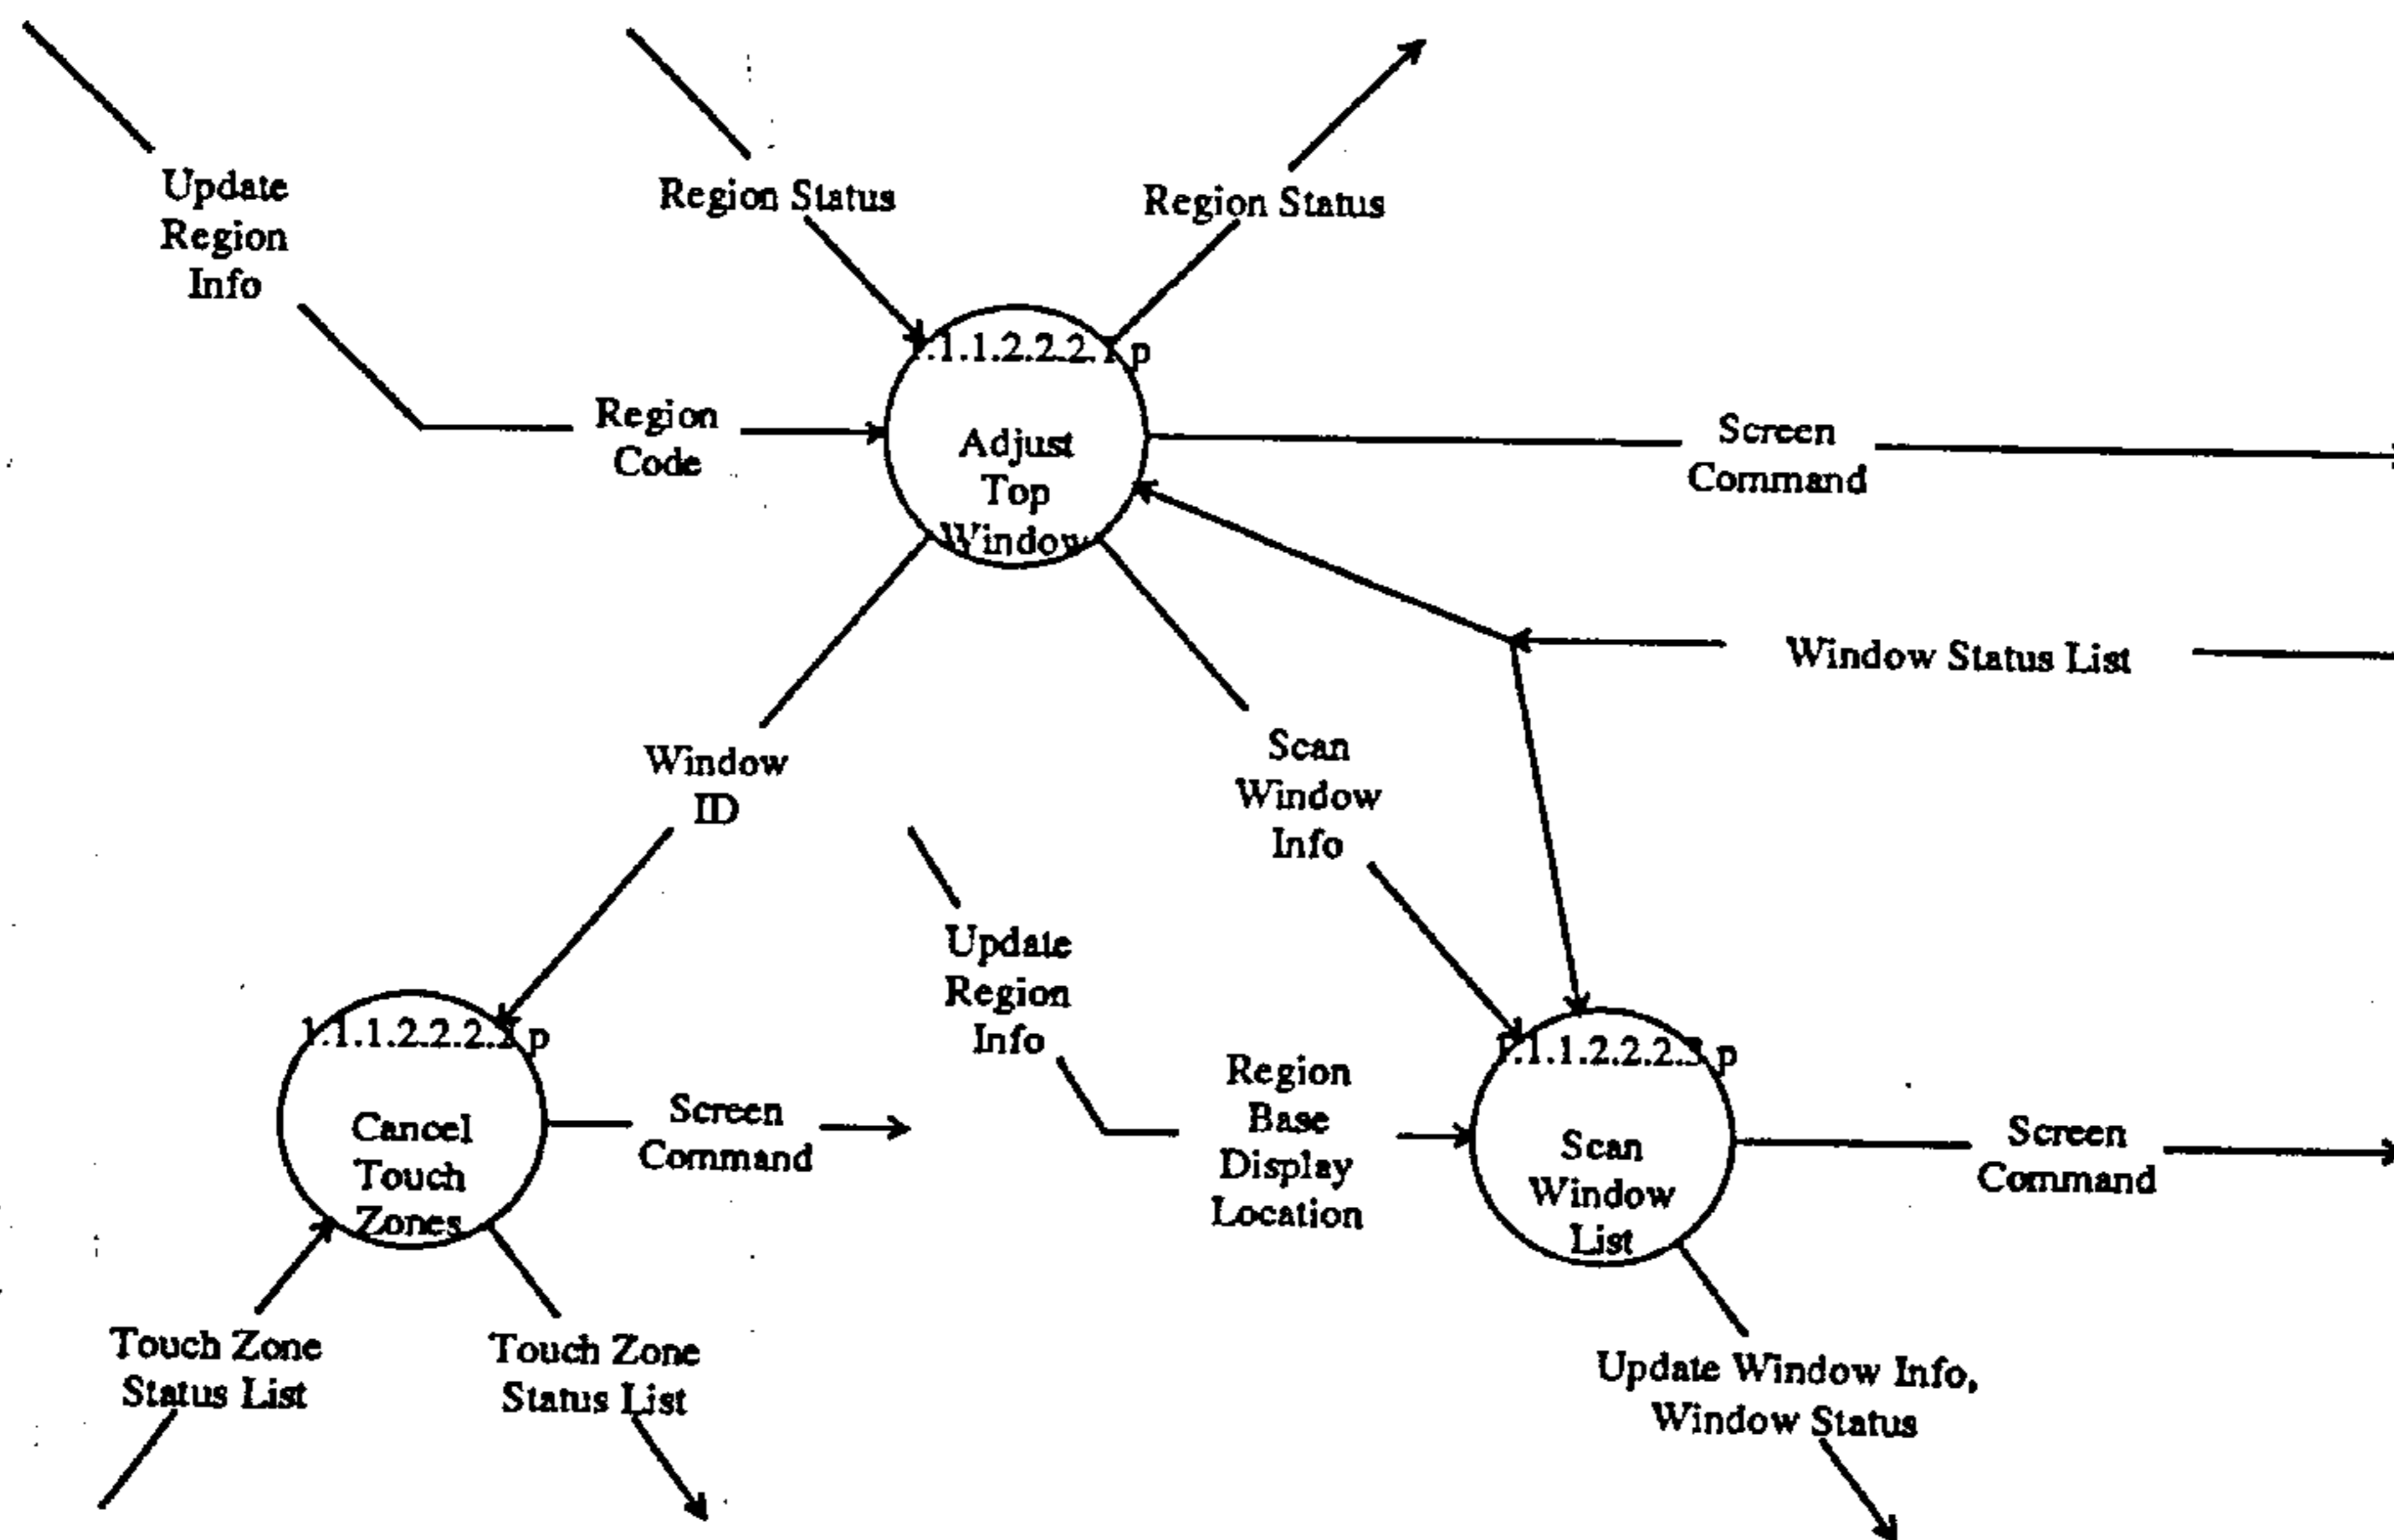 Update
Region
Info
Region Status
Region Status
1.1.1.2.2.2.1.p
Region
Code
Adjust
Top
Window
Screen
Command
Window Status List
Window
ID
Scan
Window
Info
Update
Region
Info
1.1.1.2.2.2.2.p
Cancel
Touch
Zones
Screen
Command
Region
Base
Display
Location
1.1.1.2.2.2.3.p
Scan
Window
List
Screen
Command
Touch Zone
Status List
Touch Zone
Status List
Update Window Info,
Window Status